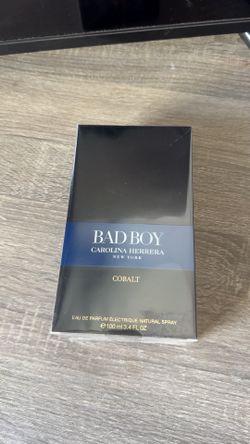 BAD BOY
CAROLINA HERRERA
NEW YORK
COBALT
EAU DE PARFUM ÉLECTRIQUE NATURAL SPRAY
℮100 ml 3.4 FL. OZ